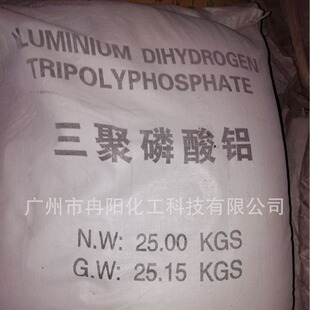 ALUMINIUM DIHYDROGEN
TRIPOLYPHOSPHATE
三聚磷酸铝
广州市冉阳化工科技有限公司
N.W: 25.00 KGS
G.W: 25.15 KGS